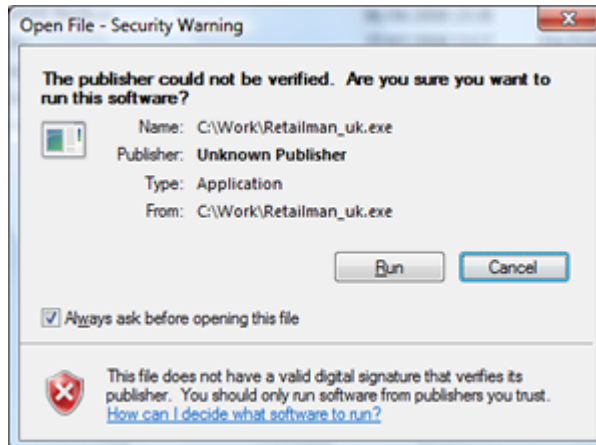 Open File - Security Warning
The publisher could not be verified. Are you sure you want to
run this software?
Name: C:\Work\Retailman_uk.exe
Publisher: Unknown Publisher
Type: Application
From: C:\Work\Retailman_uk.exe
Run Cancel
Always ask before opening this file
This file does not have a valid digital signature that verifies its
publisher. You should only run software from publishers you trust.
How can I decide what software to run?